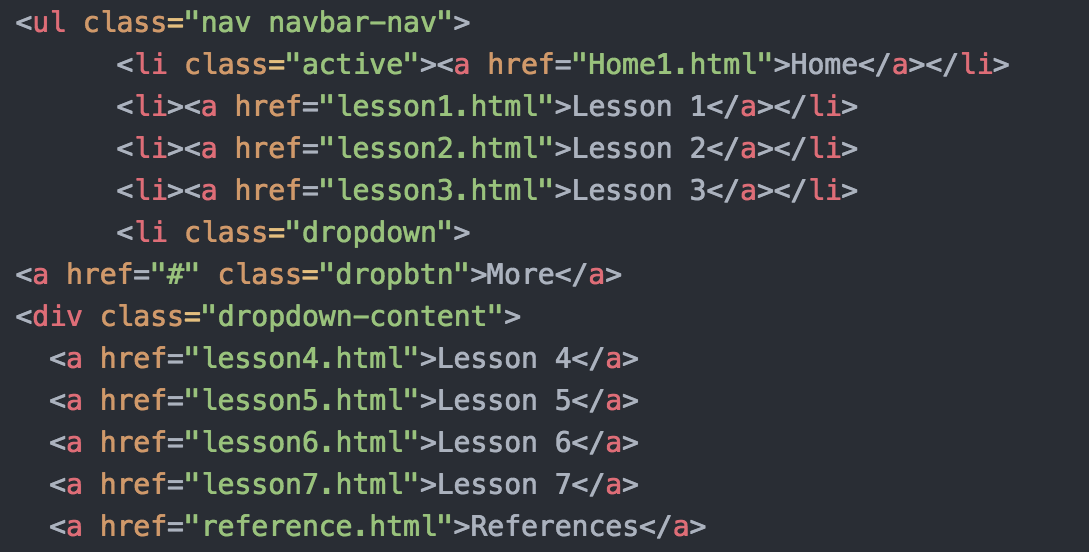 <ul class="nav navbar-nav">
<li class="active"><a href="Home1.html">Home</a></li>
<li><a href="lesson1.html">Lesson 1</a></li>
<li><a href="lesson2.html">Lesson 2</a></li>
<li><a href="lesson3.html">Lesson 3</a></li>
<li class="dropdown">
<a href="#" class="dropbtn">More</a>
<div class="dropdown-content">
<a href="lesson4.html">Lesson 4</a>
<a href="lesson5.html">Lesson 5</a>
<a href="lesson6.html">Lesson 6</a>
<a href="lesson7.html">Lesson 7</a>
<a href="reference.html">References</a>